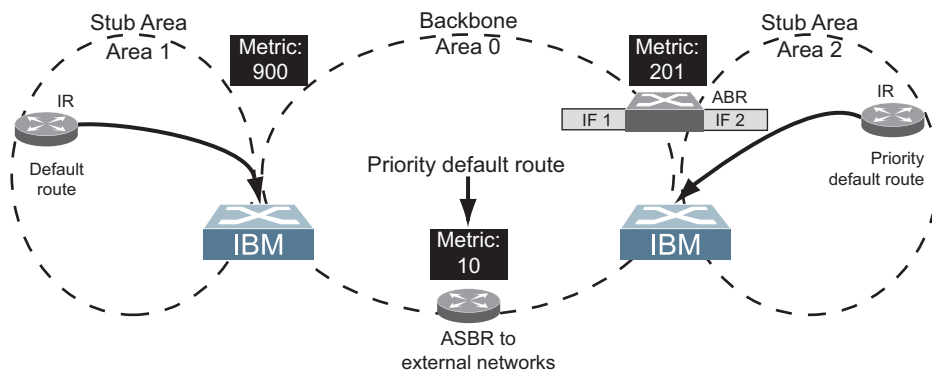 Stub Area
Area 1
Metric:
900
Backbone
Area 0
Metric:
201
Stub Area
Area 2
IR
Default
route
ABR
IF 1
IF 2
IR
Priority
default route
Priority default route
IBM
Metric:
10
IBM
ASBR to
external networks